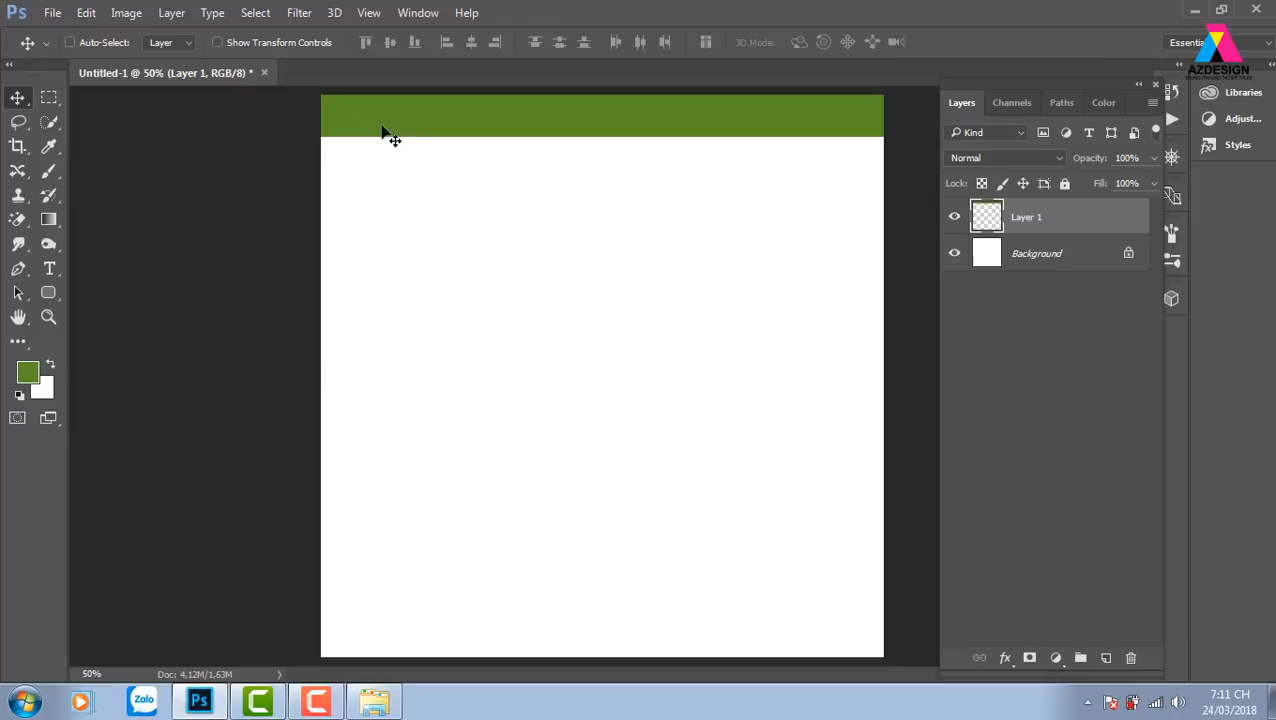 Ps File Edit Image Layer Type Select Filter 3D View Window Help
Auto-Select: Layer Show Transform Controls 3D Mode: Essenti
AZDESIGN
Untitled-1 @ 50% (Layer 1, RGB/8) *
Layers Channels Paths Color
Libraries
Adjust...
Styles
Kind
Normal Opacity: 100%
Lock: Fill: 100%
Layer 1
Background
50% Doc: 4,12M/1,63M
Zalo Ps
7:11 CH
24/03/2018